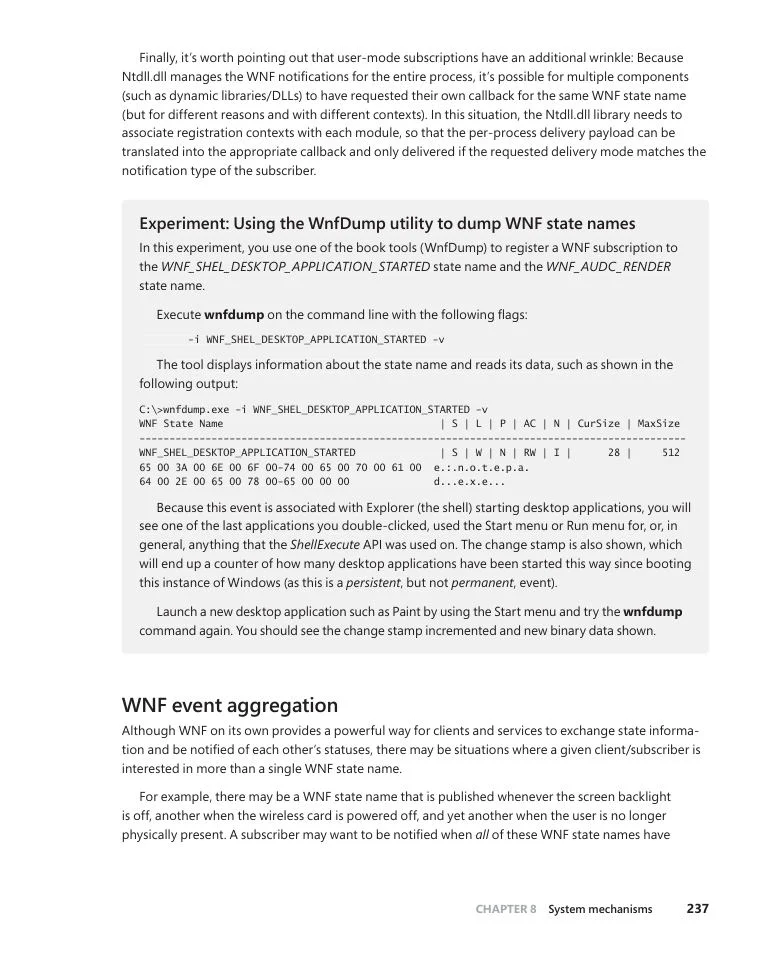 Finally, it's worth pointing out that user-mode subscriptions have an additional wrinkle: Because
Ntdll.dll manages the WNF notifications for the entire process, it's possible for multiple components
(such as dynamic libraries/DLLs) to have requested their own callback for the same WNF state name
(but for different reasons and with different contexts). In this situation, the Ntdll.dll library needs to
associate registration contexts with each module, so that the per-process delivery payload can be
translated into the appropriate callback and only delivered if the requested delivery mode matches the
notification type of the subscriber.
Experiment: Using the WnfDump utility to dump WNF state names
In this experiment, you use one of the book tools (WnfDump) to register a WNF subscription to
the WNF_SHEL_DESKTOP_APPLICATION_STARTED state name and the WNF_AUDC_RENDER
state name.
Execute wnfdump on the command line with the following flags:
-i WNF_SHEL_DESKTOP_APPLICATION_STARTED -v
The tool displays information about the state name and reads its data, such as shown in the
following output:
C:\>wnfdump.exe -i WNF_SHEL_DESKTOP_APPLICATION_STARTED -v
WNF State Name | S | L | P | AC | N | CurSize | MaxSize
-------------------------------------------------------------------------------------------
WNF_SHEL_DESKTOP_APPLICATION_STARTED | S | W | N | RW | I | 28 | 512
65 00 3A 00 6E 00 6F 00-74 00 65 00 70 00 61 00 e.:.n.o.t.e.p.a.
64 00 2E 00 65 00 78 00-65 00 00 00 d...e.x.e...
Because this event is associated with Explorer (the shell) starting desktop applications, you will
see one of the last applications you double-clicked, used the Start menu or Run menu for, or, in
general, anything that the ShellExecute API was used on. The change stamp is also shown, which
will end up a counter of how many desktop applications have been started this way since booting
this instance of Windows (as this is a persistent, but not permanent, event).
Launch a new desktop application such as Paint by using the Start menu and try the wnfdump
command again. You should see the change stamp incremented and new binary data shown.
WNF event aggregation
Although WNF on its own provides a powerful way for clients and services to exchange state informa-
tion and be notified of each other's statuses, there may be situations where a given client/subscriber is
interested in more than a single WNF state name.
For example, there may be a WNF state name that is published whenever the screen backlight
is off, another when the wireless card is powered off, and yet another when the user is no longer
physically present. A subscriber may want to be notified when all of these WNF state names have
CHAPTER 8 System mechanisms 237